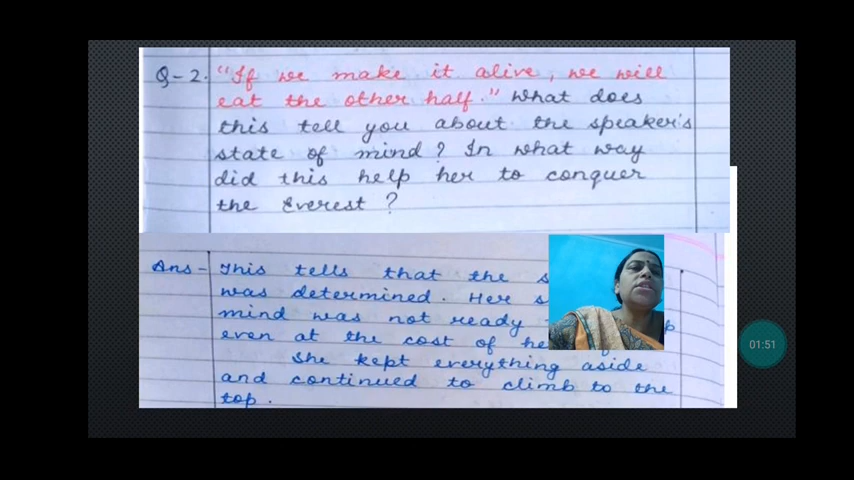 Q-2. "If we make it alive, we will
eat the other half." What does
this tell you about the speaker's
state of mind? In what way
did this help her to conquer
the Everest?
Ans- This tells that the s
was determined. Her s
mind was not ready
even at the cost of he
She kept everything aside
and continued to climb to the
top.
01:51